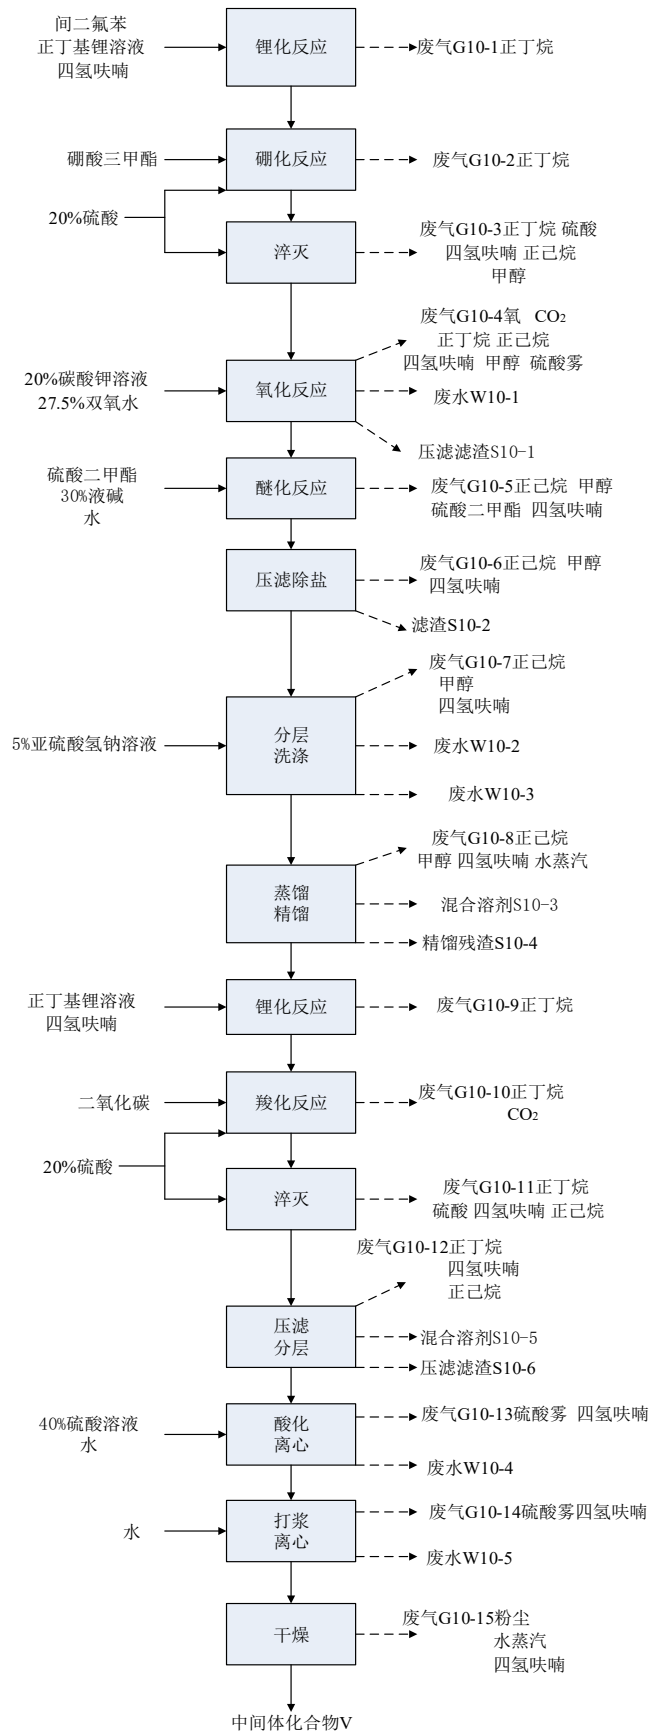 间二氟苯
正丁基锂溶液
四氢呋喃
锂化反应
废气G10-1正丁烷
硼酸三甲酯
硼化反应
废气G10-2正丁烷
20%硫酸
淬灭
废气G10-3正丁烷 硫酸
四氢呋喃 正己烷
甲醇
20%碳酸钾溶液
27.5%双氧水
氧化反应
废气G10-4氧 CO₂
正丁烷 正己烷
四氢呋喃 甲醇 硫酸雾
废水W10-1
压滤滤渣S10-1
硫酸二甲酯
30%液碱
水
醚化反应
废气G10-5正己烷 甲醇
硫酸二甲酯 四氢呋喃
压滤除盐
废气G10-6正己烷 甲醇
四氢呋喃
滤渣S10-2
5%亚硫酸氢钠溶液
分层
洗涤
废气G10-7正己烷
甲醇
四氢呋喃
废水W10-2
废水W10-3
蒸馏
精馏
废气G10-8正己烷
甲醇 四氢呋喃 水蒸汽
混合溶剂S10-3
精馏残渣S10-4
正丁基锂溶液
四氢呋喃
锂化反应
废气G10-9正丁烷
二氧化碳
羧化反应
废气G10-10正丁烷
CO₂
20%硫酸
淬灭
废气G10-11正丁烷
硫酸 四氢呋喃 正己烷
压滤
分层
废气G10-12正丁烷
四氢呋喃
正己烷
混合溶剂S10-5
压滤滤渣S10-6
40%硫酸溶液
水
酸化
离心
废气G10-13硫酸雾 四氢呋喃
废水W10-4
水
打浆
离心
废气G10-14硫酸雾四氢呋喃
废水W10-5
干燥
废气G10-15粉尘
水蒸汽
四氢呋喃
中间体化合物V